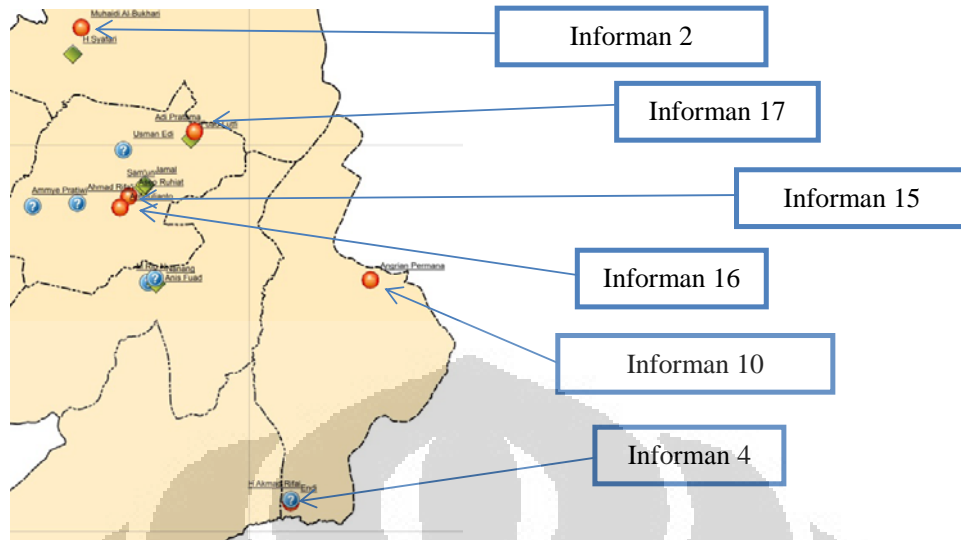 Muhaidi Al-Bukhari
Informan 2
H Syafari
Informan 17
Adi Pratama
Usman Edi
Jamal
Ruhiat
Ammye Pratiwi
Ahmad
Informan 15
Informan 16
Anis Fuad
Angrian Permana
Informan 10
Informan 4
H Akmad Rifai
Endi